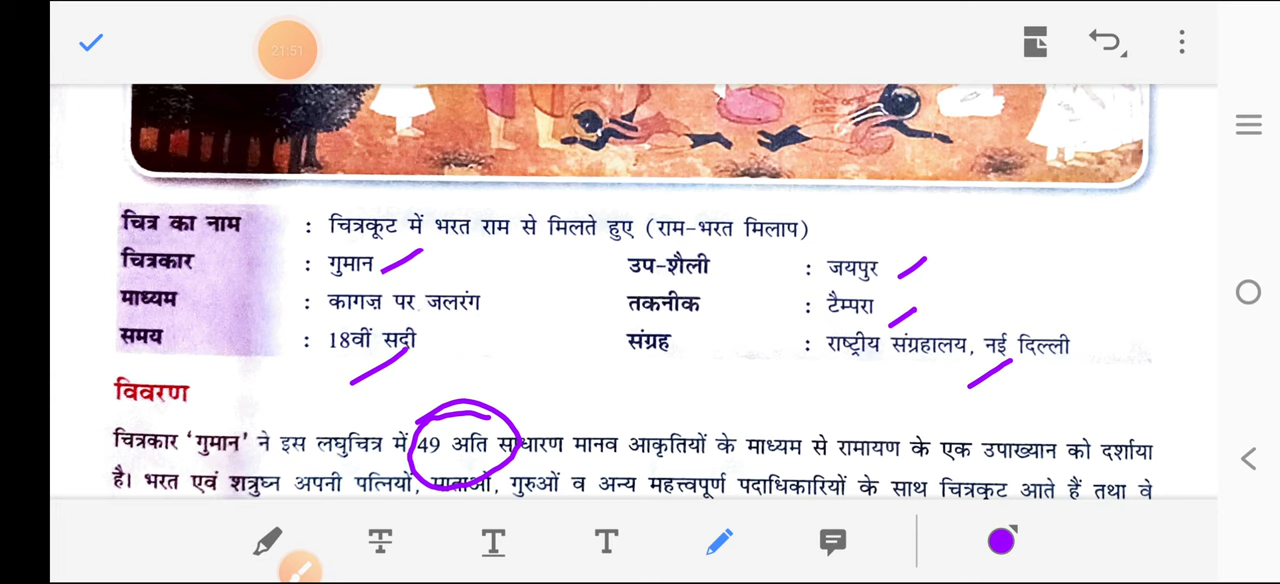 21:51
चित्र का नाम : चित्रकूट में भरत राम से मिलते हुए (राम-भरत मिलाप)
चित्रकार : गुमान उप-शैली : जयपुर
माध्यम : कागज़ पर जलरंग तकनीक : टैम्परा
समय : 18वीं सदी संग्रह : राष्ट्रीय संग्रहालय, नई दिल्ली
विवरण
चित्रकार 'गुमान' ने इस लघुचित्र में 49 अति साधारण मानव आकृतियों के माध्यम से रामायण के एक उपाख्यान को दर्शाया
है। भरत एवं शत्रुघ्न अपनी पत्नियों, माताओं, गुरुओं व अन्य महत्त्वपूर्ण पदाधिकारियों के साथ चित्रकूट आते हैं तथा वे
T T T